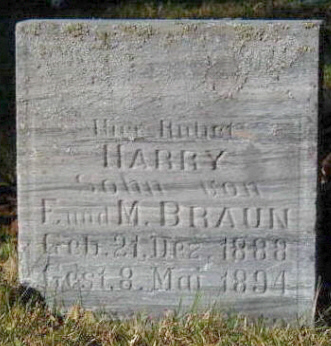 Hier Ruhet
HARRY
Sohn von
F. und M. BRAUN
Geb. 21. Dez. 1888
Gest. 8. Mai 1894